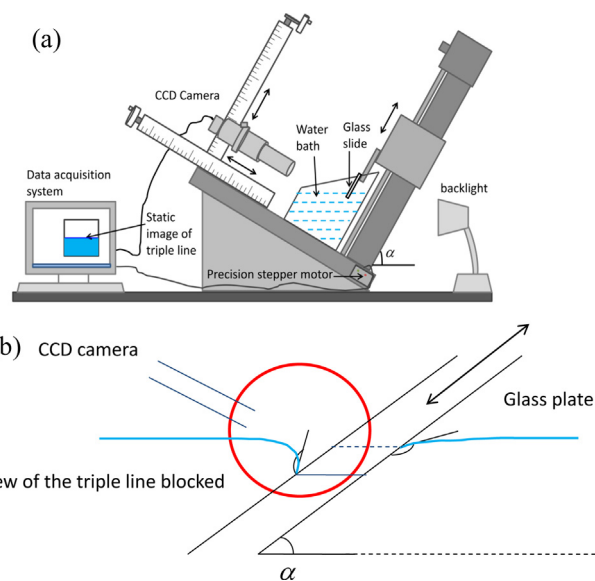 (a)
CCD Camera
Water
bath
Glass
slide
Data acquisition
system
backlight
Static
image of
triple line
α
Precision stepper motor
b)
CCD camera
Glass plate
ew of the triple line blocked
α